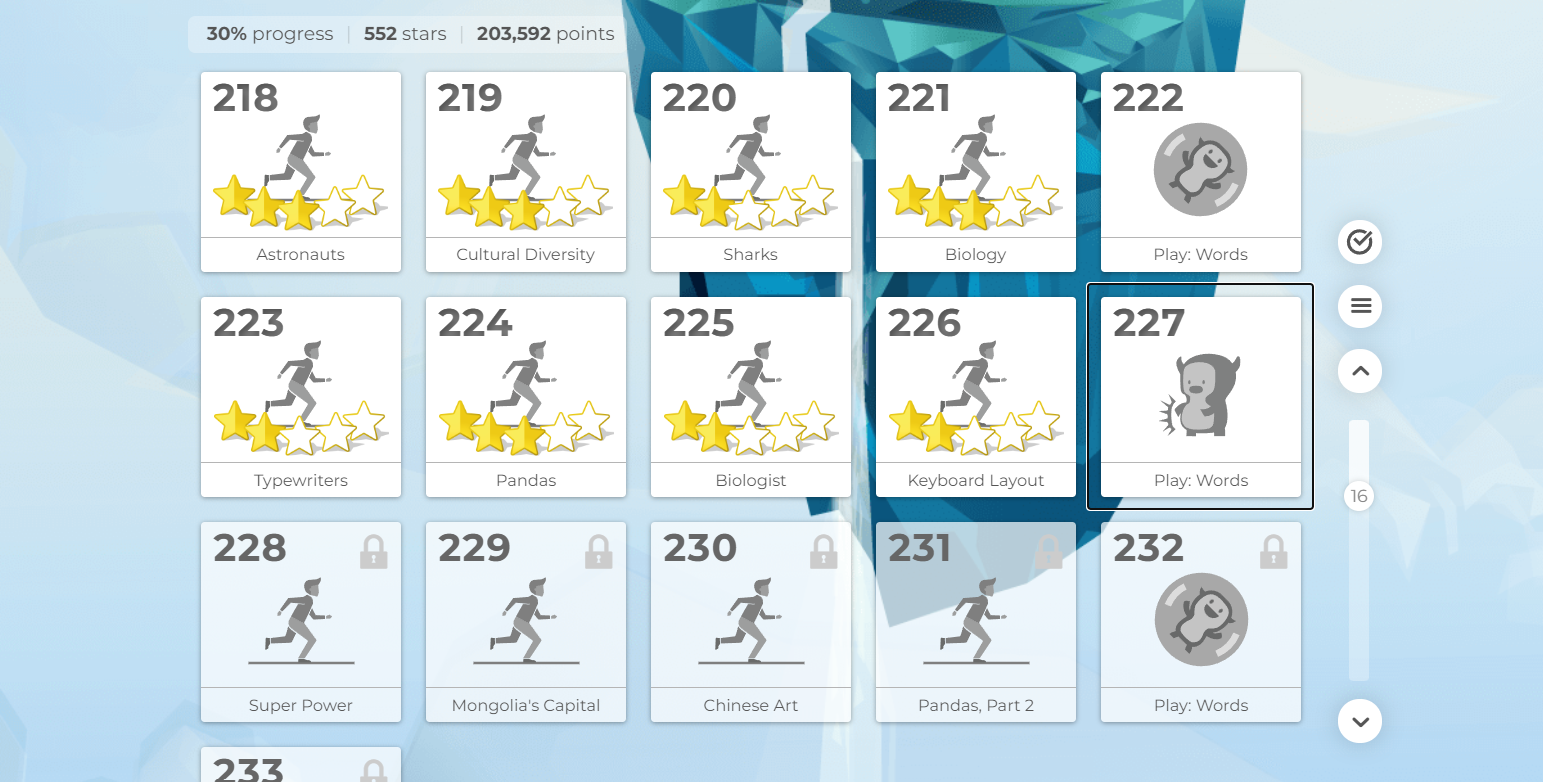 30% progress | 552 stars | 203,592 points
218 219 220 221 222
Astronauts Cultural Diversity Sharks Biology Play: Words
223 224 225 226 227
Typewriters Pandas Biologist Keyboard Layout Play: Words
16
228 229 230 231 232
Super Power Mongolia's Capital Chinese Art Pandas, Part 2 Play: Words
233